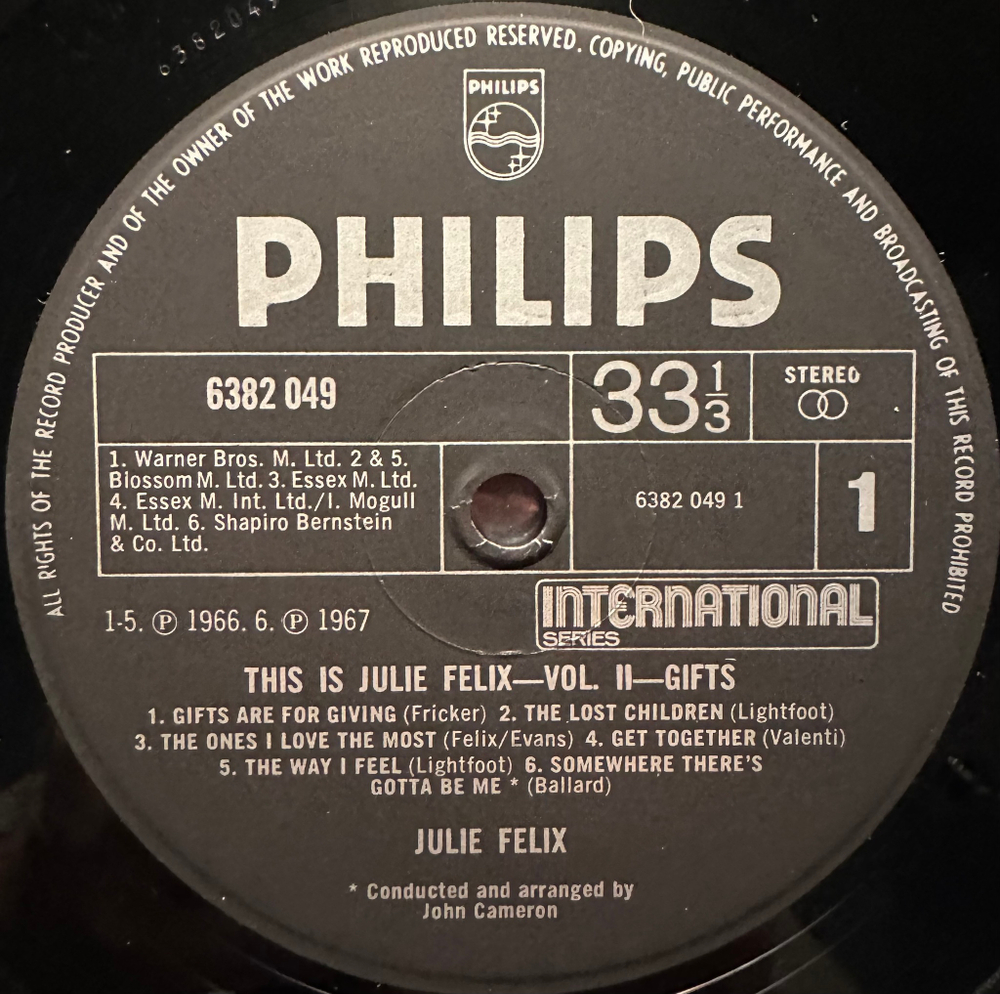 638204
ALL RIGHTS OF THE RECORD PRODUCER AND OF THE OWNER OF THE WORK REPRODUCED RESERVED. COPYING, PUBLIC PERFORMANCE AND BROADCASTING OF THIS RECORD PROHIBITED
PHILIPS
PHILIPS
6382 049
33 1/3
STEREO
1. Warner Bros. M. Ltd. 2 & 5.
Blossom M. Ltd. 3. Essex M. Ltd.
4. Essex M. Int. Ltd./I. Mogull
M. Ltd. 6. Shapiro Bernstein
& Co. Ltd.
6382 049 1
1
1-5. Ⓟ 1966. 6. Ⓟ 1967
INTERNATIONAL
SERIES
THIS IS JULIE FELIX—VOL. II—GIFTS
1. GIFTS ARE FOR GIVING (Fricker) 2. THE LOST CHILDREN (Lightfoot)
3. THE ONES I LOVE THE MOST (Felix/Evans) 4. GET TOGETHER (Valenti)
5. THE WAY I FEEL (Lightfoot) 6. SOMEWHERE THERE'S
GOTTA BE ME * (Ballard)
JULIE FELIX
* Conducted and arranged by
John Cameron